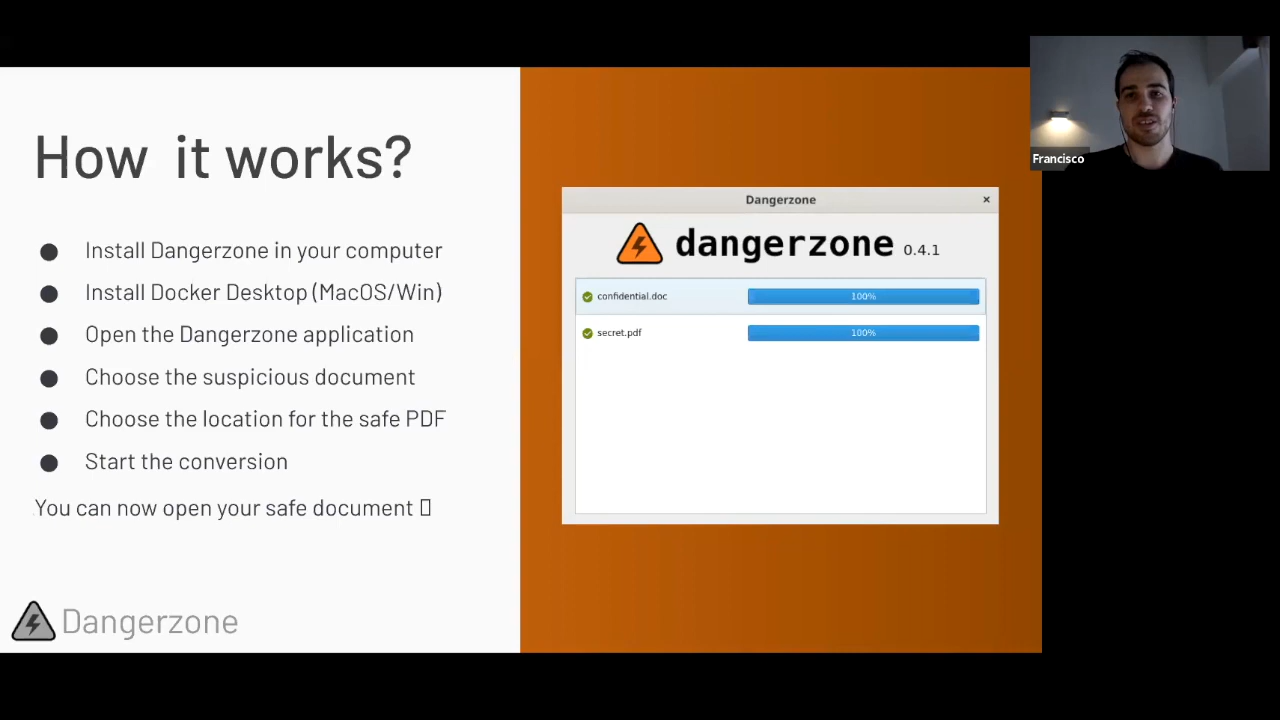 How it works?
● Install Dangerzone in your computer
● Install Docker Desktop (MacOS/Win)
● Open the Dangerzone application
● Choose the suspicious document
● Choose the location for the safe PDF
● Start the conversion
You can now open your safe document
Dangerzone
Dangerzone ×
dangerzone 0.4.1
confidential.doc 100%
secret.pdf 100%
Francisco